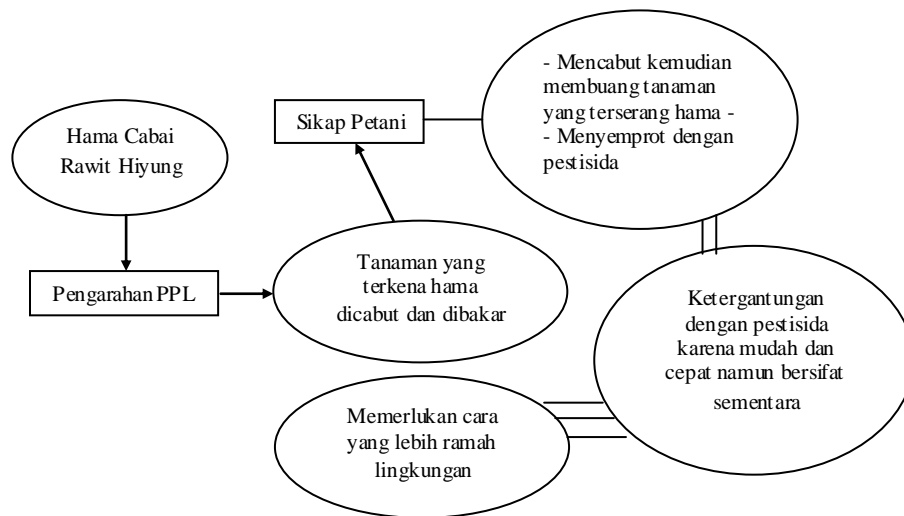 Hama Cabai
Rawit Hiyung
Pengarahan PPL
Tanaman yang
terkena hama
dicabut dan dibakar
Sikap Petani
- Mencabut kemudian
membuang tanaman
yang terserang hama -
- Menyemprot dengan
pestisida
Ketergantungan
dengan pestisida
karena mudah dan
cepat namun bersifat
sementara
Memerlukan cara
yang lebih ramah
lingkungan